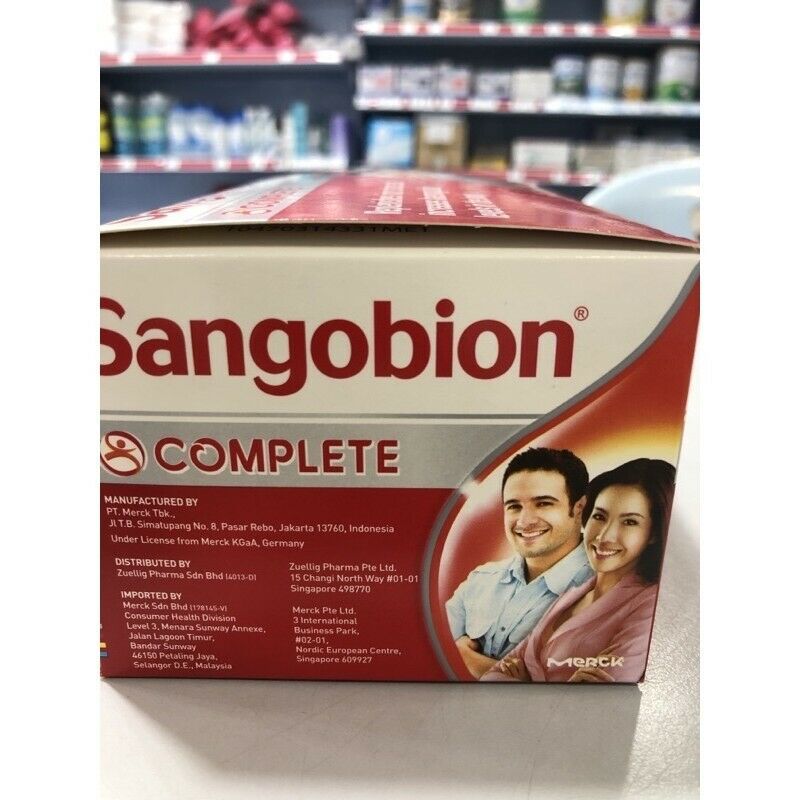 COMPLETE
10470314331ME1
Sangobion®
COMPLETE
MANUFACTURED BY
PT. Merck Tbk.,
Jl T.B. Simatupang No. 8, Pasar Rebo, Jakarta 13760, Indonesia
Under License from Merck KGaA, Germany
DISTRIBUTED BY
Zuellig Pharma Sdn Bhd (4013-D)
IMPORTED BY
Merck Sdn Bhd (178145-V)
Consumer Health Division
Level 3, Menara Sunway Annexe,
Jalan Lagoon Timur,
Bandar Sunway
46150 Petaling Jaya,
Selangor D.E., Malaysia
Zuellig Pharma Pte Ltd.
15 Changi North Way #01-01
Singapore 498770
Merck Pte Ltd.
3 International
Business Park,
#02-01,
Nordic European Centre,
Singapore 609927
MERCK